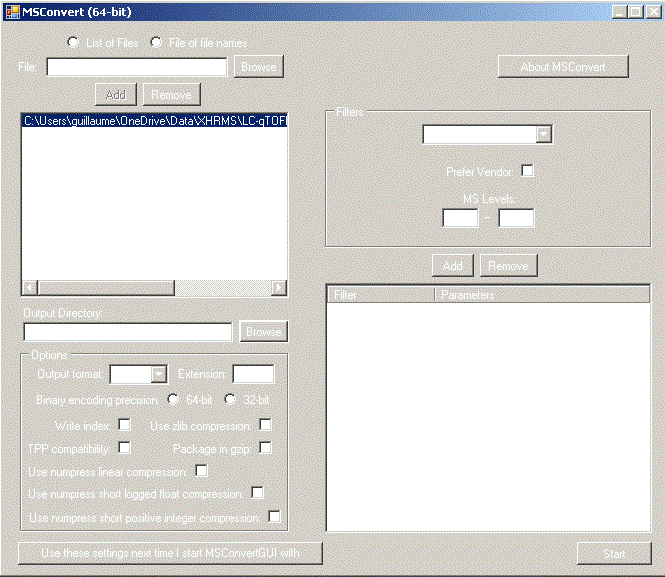 MSConvert (64-bit)
List of Files File of file names
File: Browse
About MSConvert
Add Remove
C:\Users\guillaume\OneDrive\Data\XHRMS\LC-qTOF
Filters
Prefer Vendor:
MS Levels:
-
Add Remove
Filter Parameters
Output Directory:
Browse
Options
Output format: Extension:
Binary encoding precision: 64-bit 32-bit
Write index: Use zlib compression:
TPP compatibility: Package in gzip:
Use numpress linear compression:
Use numpress short logged float compression:
Use numpress short positive integer compression:
Use these settings next time I start MSConvertGUI with
Start